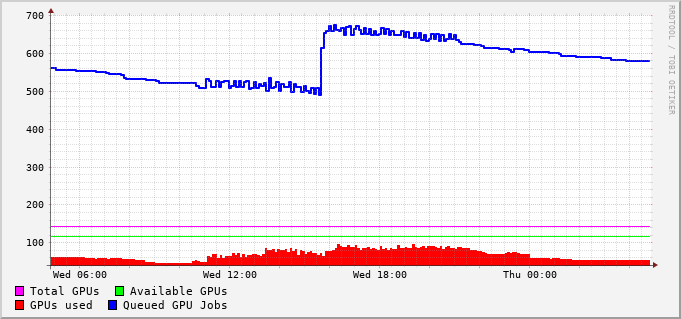 700
600
500
400
300
200
100
Wed 06:00 Wed 12:00 Wed 18:00 Thu 00:00
Total GPUs Available GPUs
GPUs used Queued GPU Jobs
RRDTOOL / TOBI OETIKER